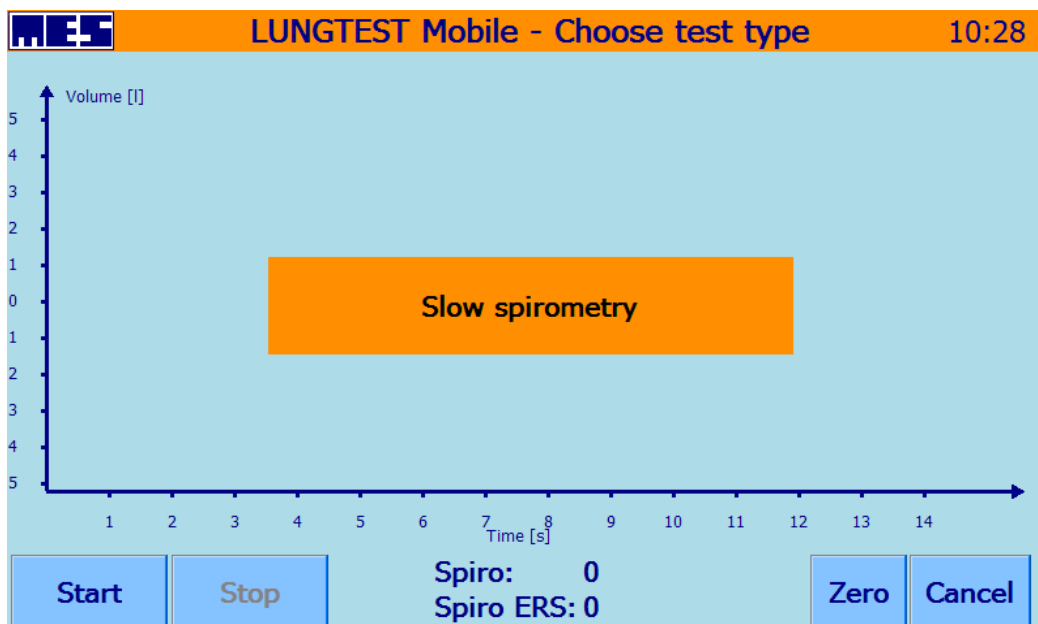 MES LUNGTEST Mobile - Choose test type 10:28
Volume [l]
5
4
3
2
1
0
1
2
3
4
5
Slow spirometry
1 2 3 4 5 6 7 8 9 10 11 12 13 14
Time [s]
Start Stop Spiro: 0 Zero Cancel
Spiro ERS: 0